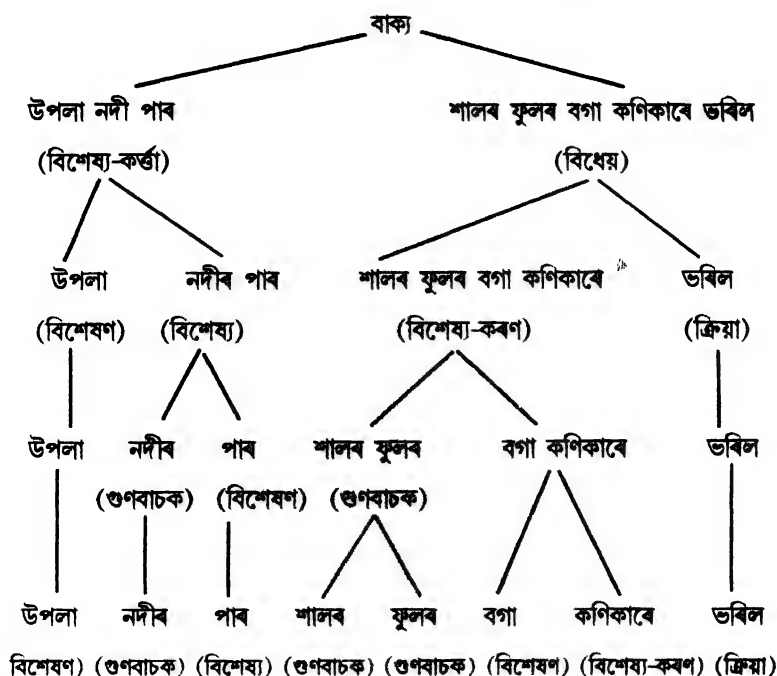 বাক্য
উপলা নদী পাৰ শালৰ ফুলৰ বগা কণিকাৰে ভৰিল
(বিশেষ্য-কৰ্ত্তা) (বিধেয়)
উপলা নদীৰ পাৰ শালৰ ফুলৰ বগা কণিকাৰে ভৰিল
(বিশেষণ) (বিশেষ্য) (বিশেষ্য-কৰণ) (ক্ৰিয়া)
উপলা নদীৰ পাৰ শালৰ ফুলৰ বগা কণিকাৰে ভৰিল
(গুণবাচক) (বিশেষণ) (গুণবাচক)
উপলা নদীৰ পাৰ শালৰ ফুলৰ বগা কণিকাৰে ভৰিল
বিশেষণ) (গুণবাচক) (বিশেষ্য) (গুণবাচক) (গুণবাচক) (বিশেষণ) (বিশেষ্য-কৰণ) (ক্ৰিয়া)